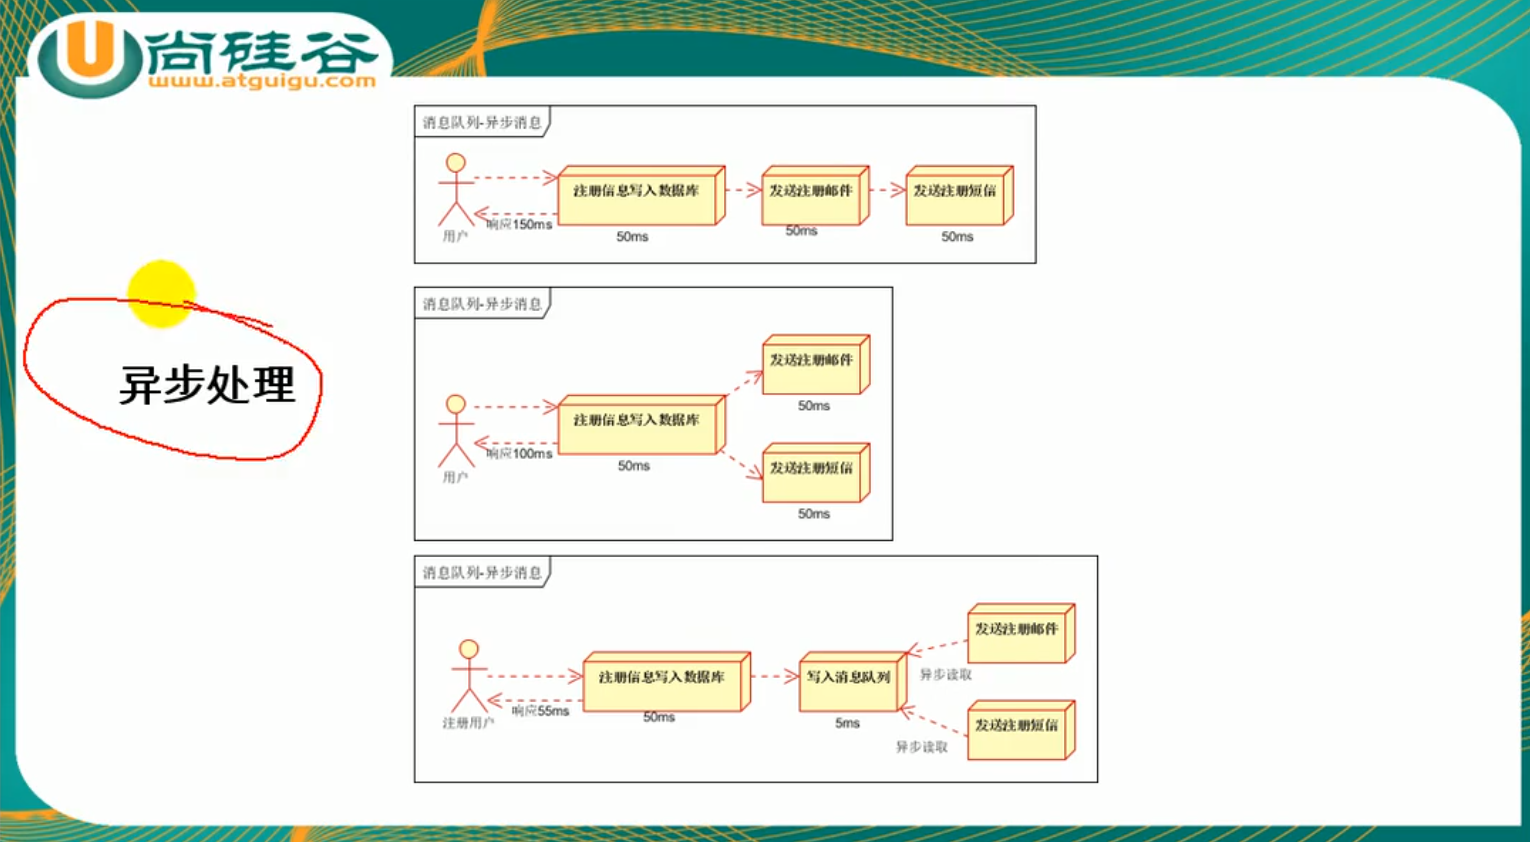 尚硅谷
www.atguigu.com
异步处理
消息队列-异步消息
用户
响应150ms
注册信息写入数据库
50ms
发送注册邮件
50ms
发送注册短信
50ms
消息队列-异步消息
用户
响应100ms
注册信息写入数据库
50ms
发送注册邮件
50ms
发送注册短信
50ms
消息队列-异步消息
注册用户
响应55ms
注册信息写入数据库
50ms
写入消息队列
5ms
发送注册邮件
异步读取
发送注册短信
异步读取